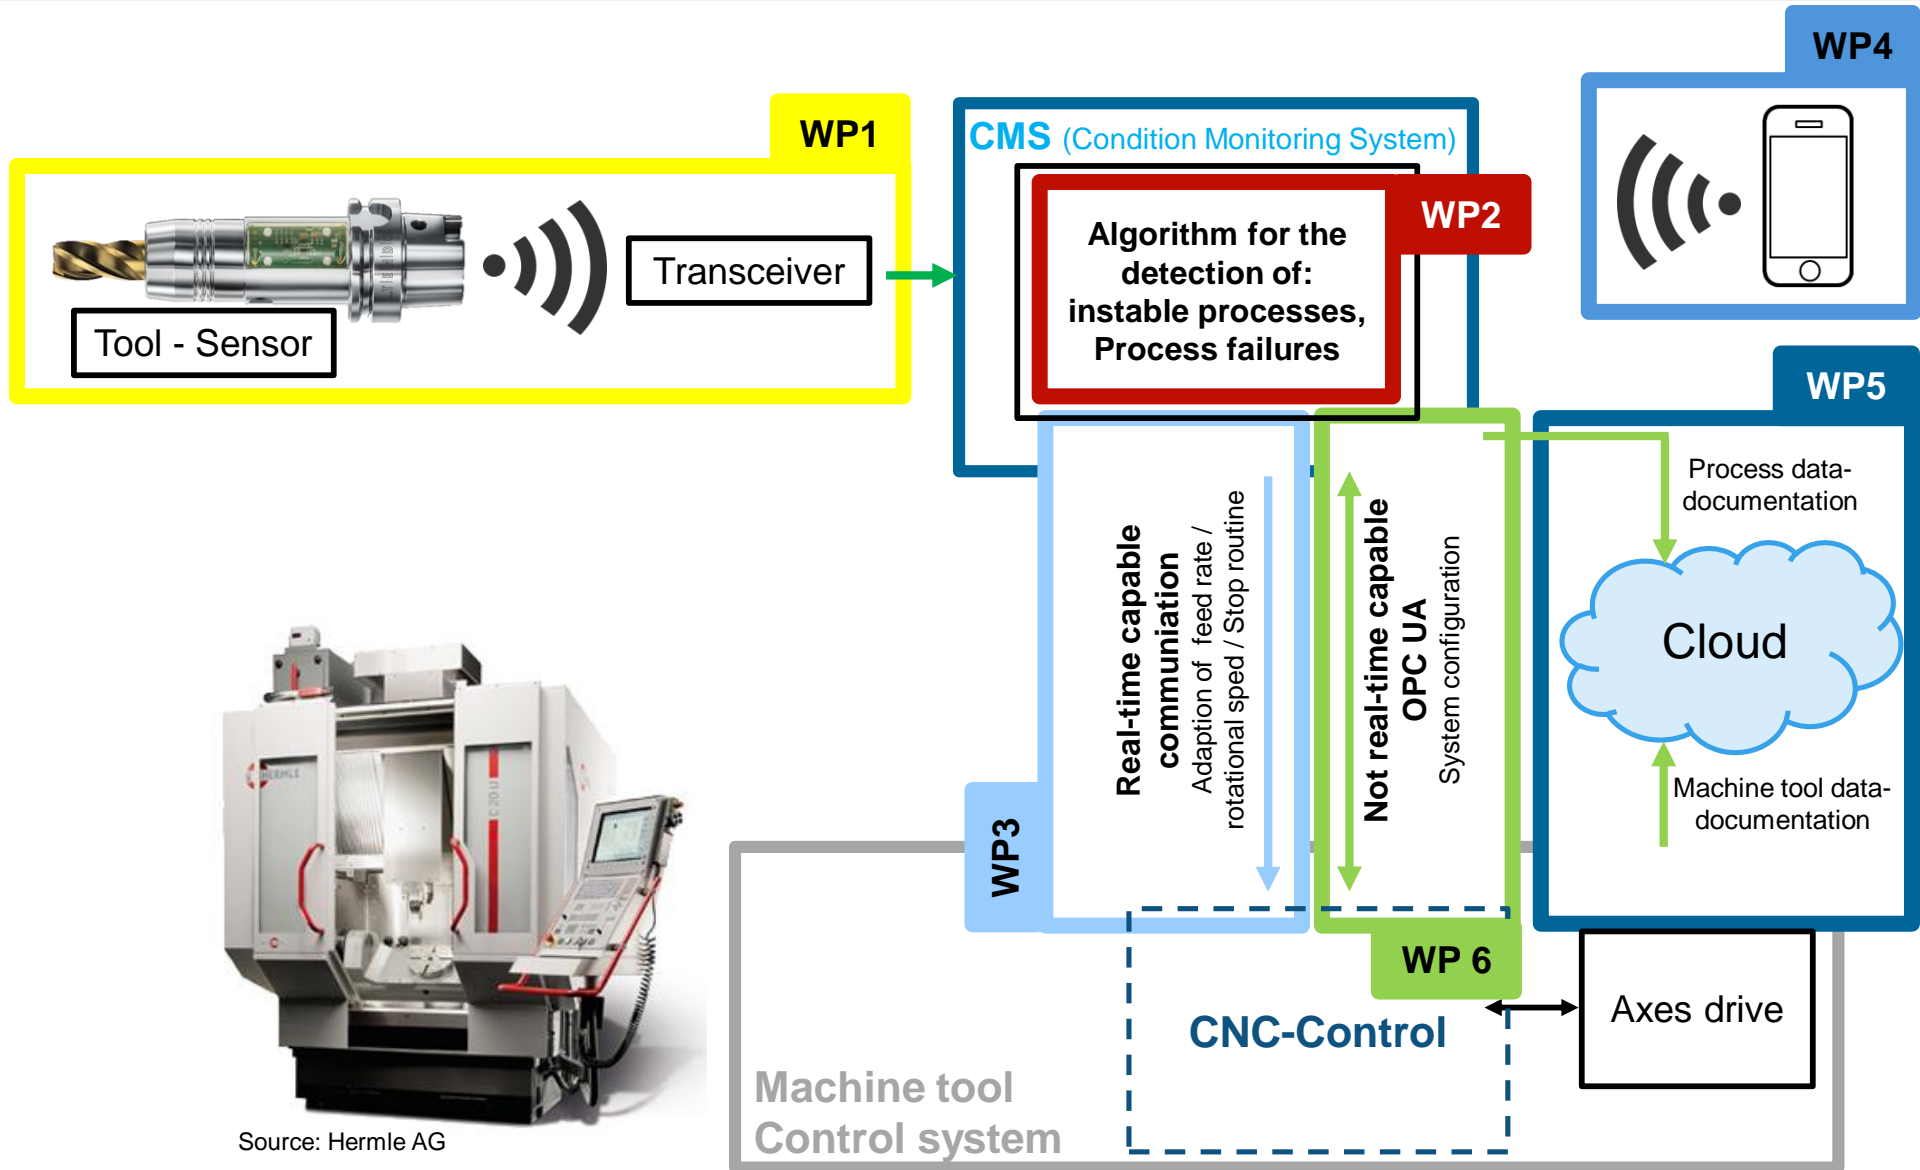 WP4
WP1
CMS (Condition Monitoring System)
WP2
Algorithm for the
detection of:
instable processes,
Process failures
Transceiver
Tool - Sensor
WP5
Process data-
documentation
Cloud
Machine tool data-
documentation
Real-time capable
communiation
Adaption of feed rate /
rotational sped / Stop routine
WP3
Not real-time capable
OPC UA
System configuration
WP 6
CNC-Control
Axes drive
Machine tool
Control system
HERMLE
C 20 U
Source: Hermle AG